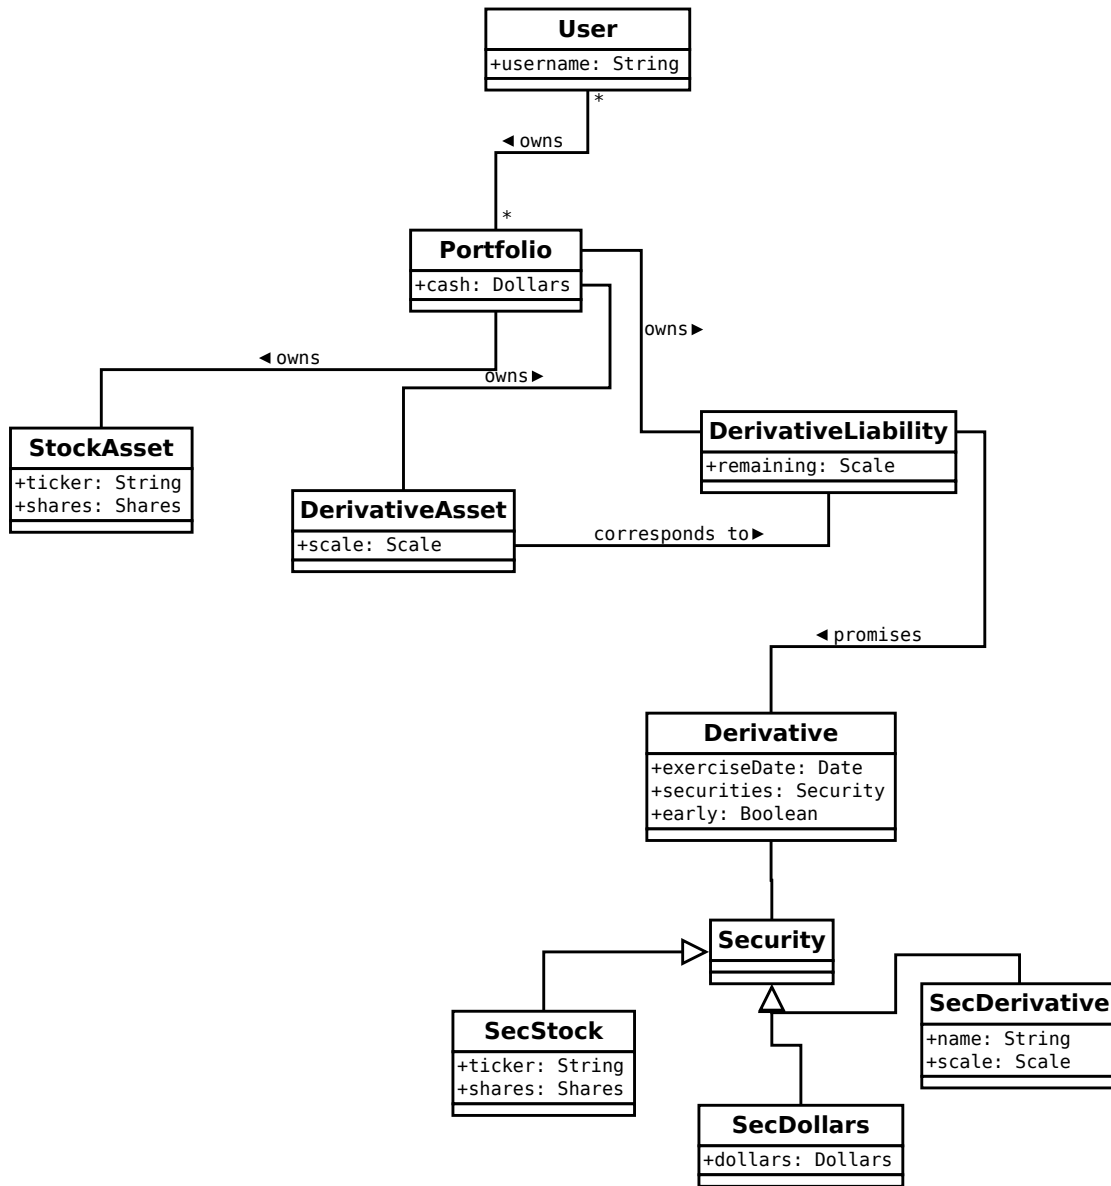 User
+username: String
*
◄ owns
*
Portfolio
+cash: Dollars
owns ►
◄ owns
owns ►
StockAsset
+ticker: String
+shares: Shares
DerivativeLiability
+remaining: Scale
DerivativeAsset
+scale: Scale
corresponds to ►
◄ promises
Derivative
+exerciseDate: Date
+securities: Security
+early: Boolean
Security
SecStock
+ticker: String
+shares: Shares
SecDerivative
+name: String
+scale: Scale
SecDollars
+dollars: Dollars